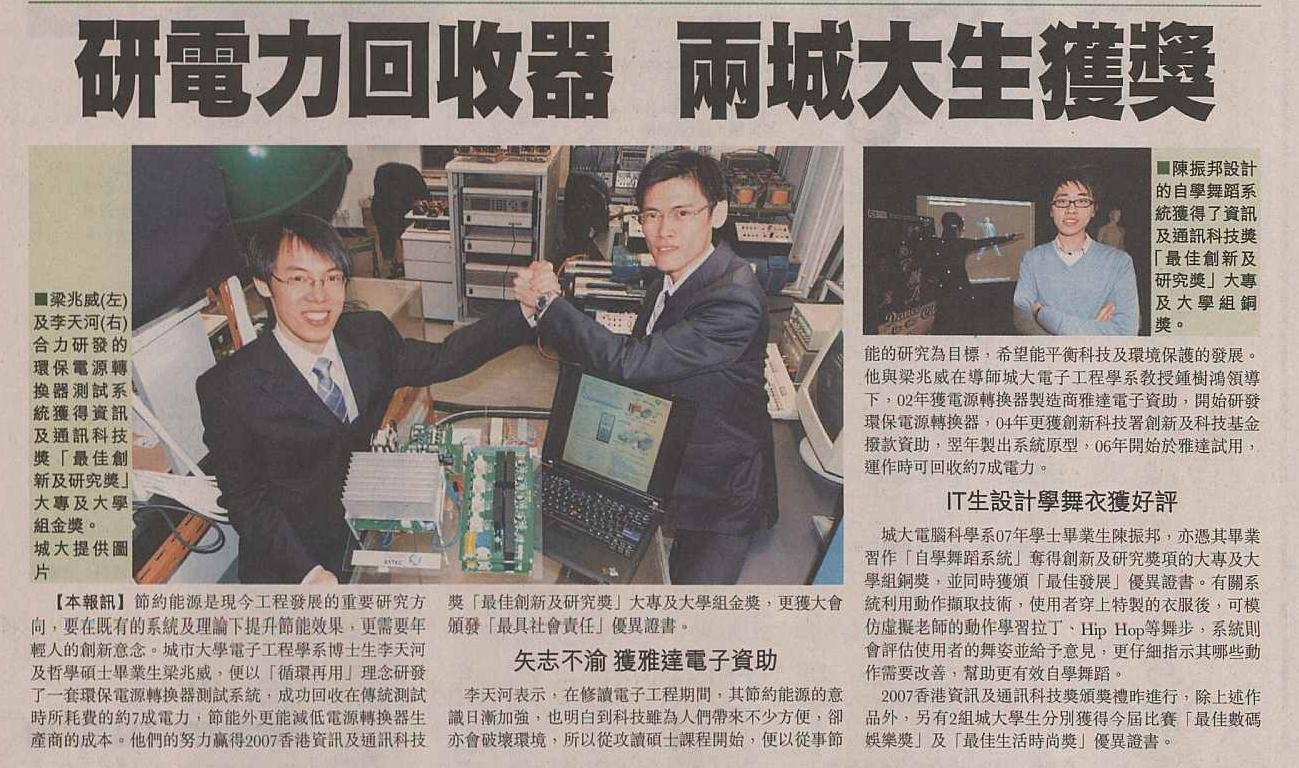 研電力回收器 兩城大生獲獎
■梁兆威(左)
及李天河(右)
合力研發的
環保電源轉
換器測試系
統獲得資訊
及通訊科技
獎「最佳創
新及研究獎」
大專及大學
組金獎。
城大提供圖
片
■陳振邦設計
的自學舞蹈系
統獲得了資訊
及通訊科技獎
「最佳創新及
研究獎」大專
及大學組銅
獎。
【本報訊】節約能源是現今工程發展的重要研究方
向，要在既有的系統及理論下提升節能效果，更需要年
輕人的創新意念。城市大學電子工程學系博士生李天河
及哲學碩士畢業生梁兆威，便以「循環再用」理念研發
了一套環保電源轉換器測試系統，成功回收在傳統測試
時所耗費的約7成電力，節能外更能減低電源轉換器生
產商的成本。他們的努力贏得2007香港資訊及通訊科技
獎「最佳創新及研究獎」大專及大學組金獎，更獲大會
頒發「最具社會責任」優異證書。
矢志不渝 獲雅達電子資助
李天河表示，在修讀電子工程期間，其節約能源的意
識日漸加強，也明白到科技雖為人們帶來不少方便，卻
亦會破壞環境，所以從攻讀碩士課程開始，便以從事節
能的研究為目標，希望能平衡科技及環境保護的發展。
他與梁兆威在導師城大電子工程學系教授鍾樹鴻領導
下，02年獲電源轉換器製造商雅達電子資助，開始研發
環保電源轉換器，04年更獲創新科技署創新及科技基金
撥款資助，翌年製出系統原型，06年開始於雅達試用，
運作時可回收約7成電力。
IT生設計學舞衣獲好評
城大電腦科學系07年學士畢業生陳振邦，亦憑其畢業
習作「自學舞蹈系統」奪得創新及研究獎項的大專及大
學組銅獎，並同時獲頒「最佳發展」優異證書。有關系
統利用動作擷取技術，使用者穿上特製的衣服後，可模
仿虛擬老師的動作學習拉丁、Hip Hop等舞步，系統則
會評估使用者的舞姿並給予意見，更仔細指示其哪些動
作需要改善，幫助更有效自學舞蹈。
2007香港資訊及通訊科技獎頒獎禮昨進行，除上述作
品外，另有2組城大學生分別獲得今屆比賽「最佳數碼
娛樂獎」及「最佳生活時尚獎」優異證書。
ASTEC